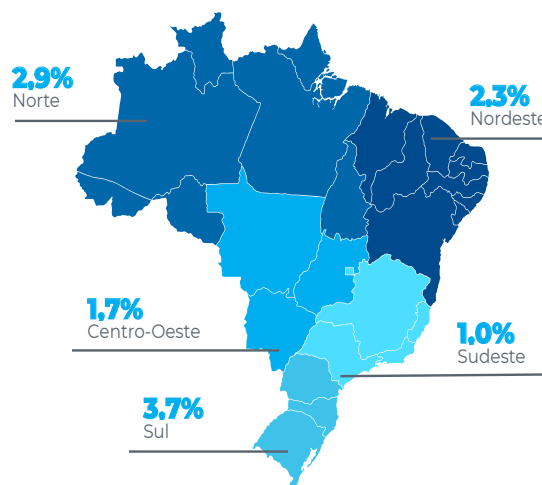 2,9%
Norte
2,3%
Nordeste
1,7%
Centro-Oeste
1,0%
Sudeste
3,7%
Sul